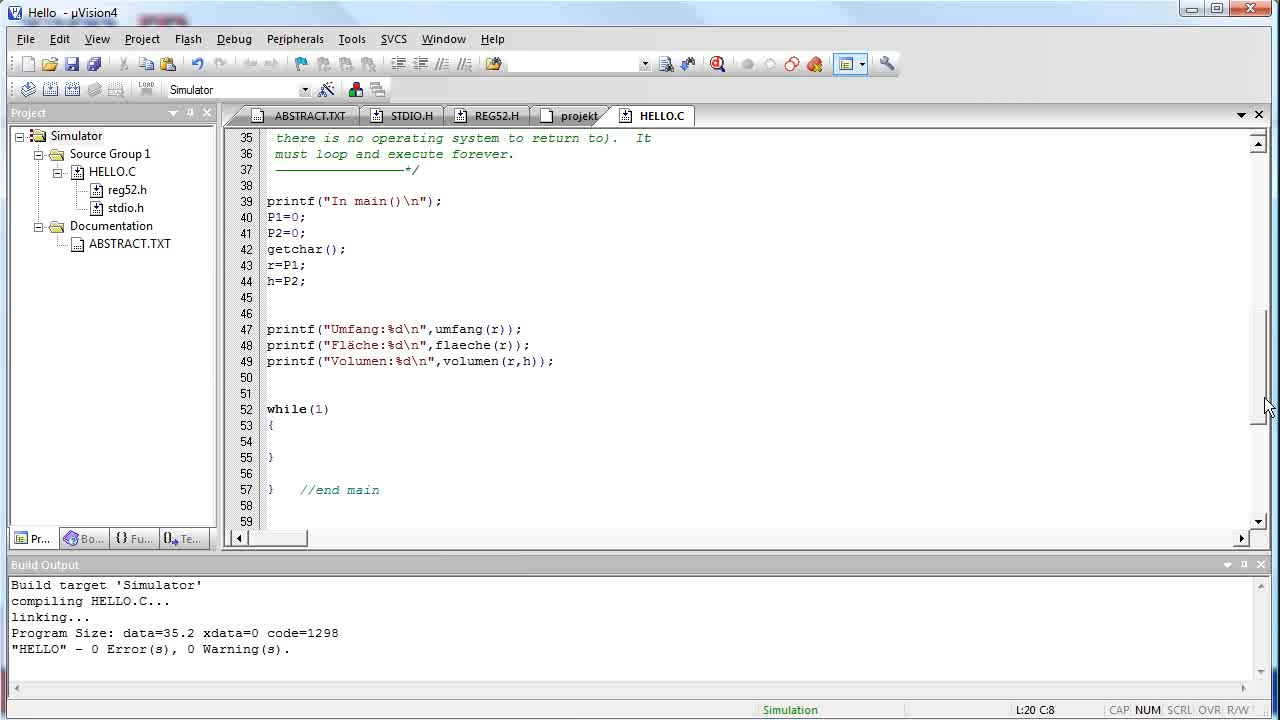 Hello - µVision4
File Edit View Project Flash Debug Peripherals Tools SVCS Window Help
LOAD Simulator
Project
ABSTRACT.TXT STDIO.H REG52.H projekt HELLO.C
Simulator
Source Group 1
HELLO.C
reg52.h
stdio.h
Documentation
ABSTRACT.TXT
35 there is no operating system to return to). It
36 must loop and execute forever.
37 ----------------*/
38
39 printf("In main()\n");
40 P1=0;
41 P2=0;
42 getchar();
43 r=P1;
44 h=P2;
45
46
47 printf("Umfang:%d\n",umfang(r));
48 printf("Fläche:%d\n",flaeche(r));
49 printf("Volumen:%d\n",volumen(r,h));
50
51
52 while(1)
53 {
54
55 }
56
57 } //end main
58
59
Pr... Bo... {} Fu... Te...
Build Output
Build target 'Simulator'
compiling HELLO.C...
linking...
Program Size: data=35.2 xdata=0 code=1298
"HELLO" - 0 Error(s), 0 Warning(s).
Simulation L:20 C:8 CAP NUM SCRL OVR R/W